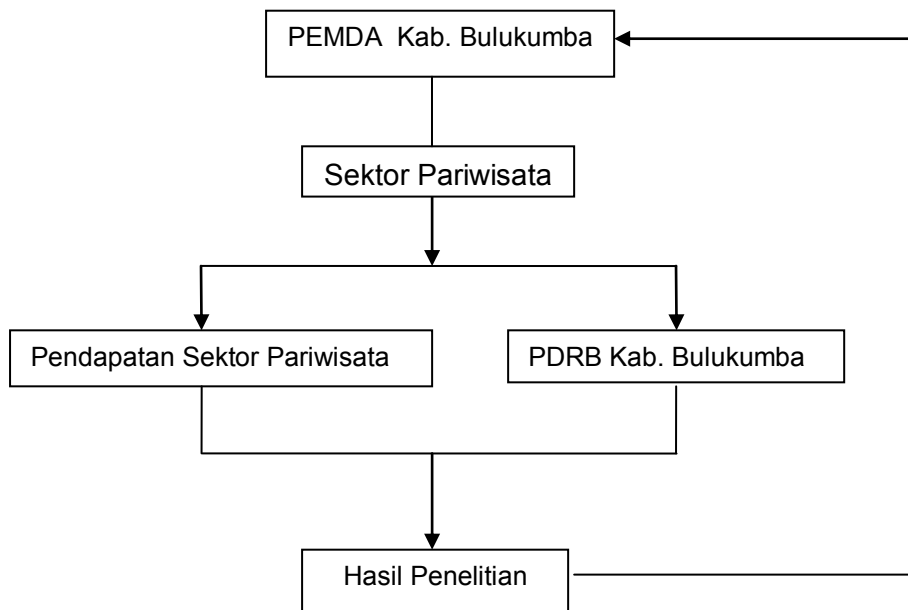 PEMDA Kab. Bulukumba
Sektor Pariwisata
Pendapatan Sektor Pariwisata
PDRB Kab. Bulukumba
Hasil Penelitian